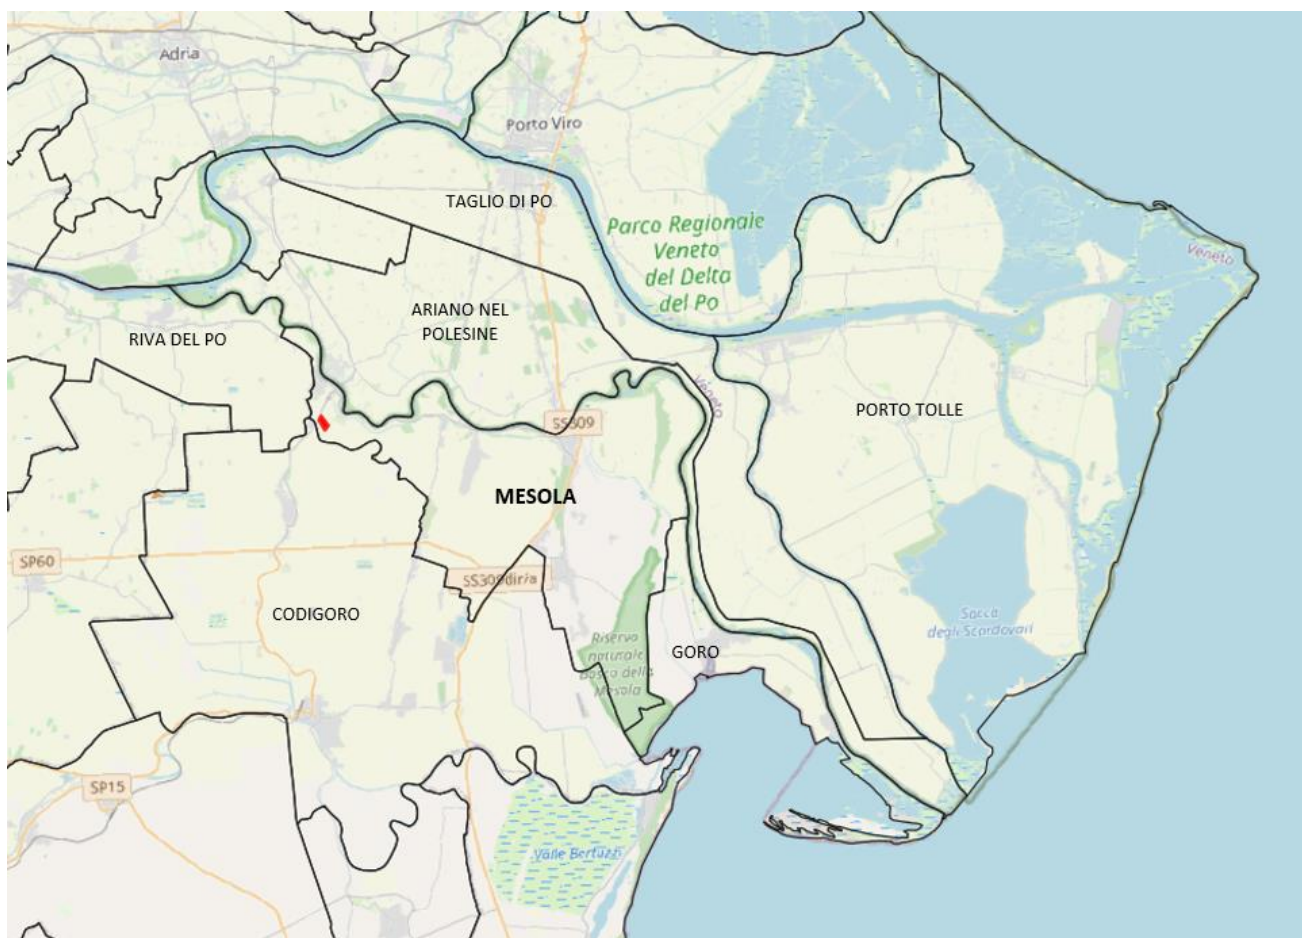 Adria
Porto Viro
TAGLIO DI PO
Parco Regionale
Veneto
del Delta
del Po
Veneto
ARIANO NEL
POLESINE
RIVA DEL PO
Veneto
PORTO TOLLE
SS309
MESOLA
SP60
SS309diría
CODIGORO
Sacca
degli Scardovari
Riserva
naturale
Bosco della
Mesola
GORO
SP15
Valle Bertuzzi